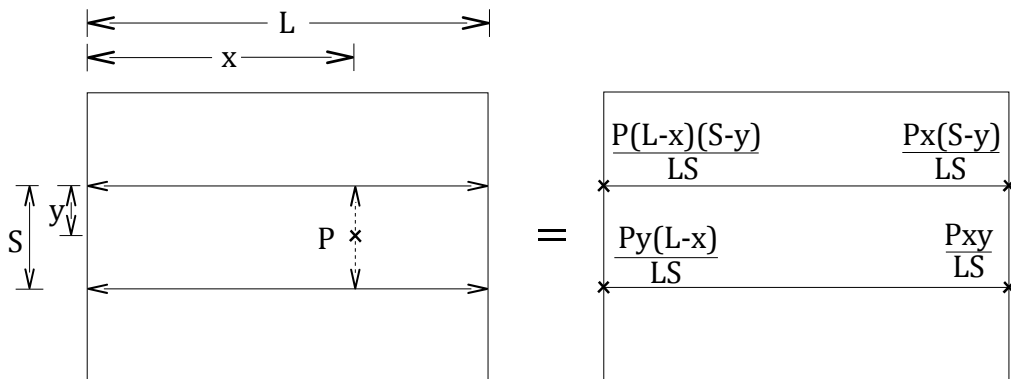 L
x
P(L-x)(S-y)
LS
Px(S-y)
LS
y
S
P
=
Py(L-x)
LS
Pxy
LS